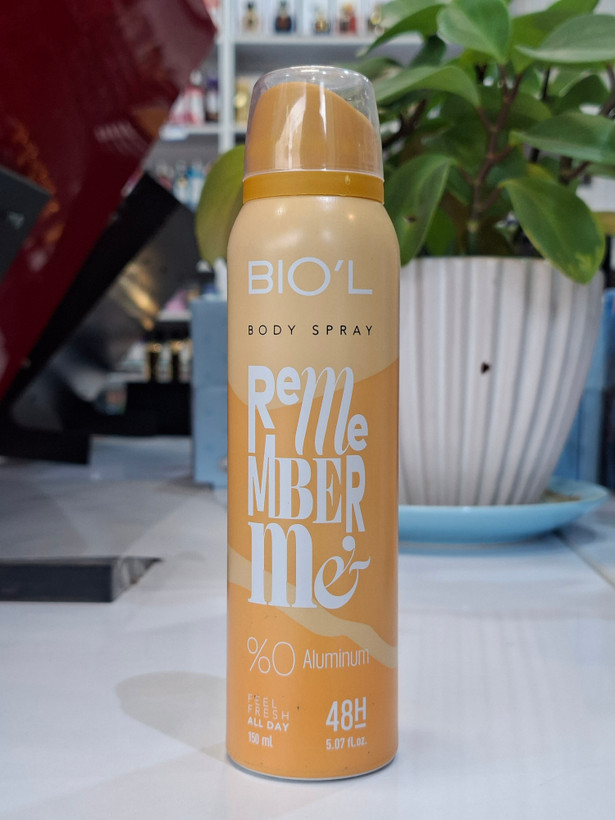 BIO'L
BODY SPRAY
ReMe
MBER
Me
%0 Aluminum
FEEL
FRESH
ALL DAY
48H
150 ml
5.07 fl.oz.